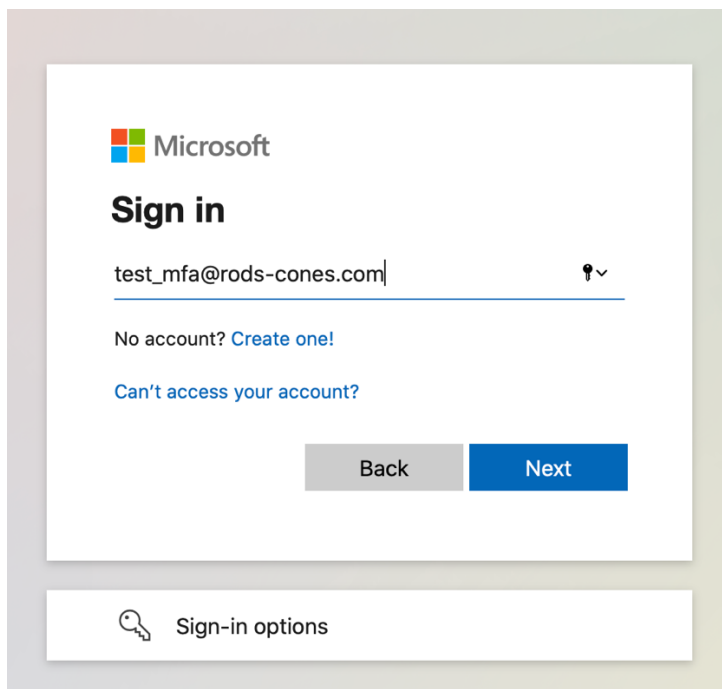 Microsoft
Sign in
test_mfa@rods-cones.com
No account? Create one!
Can’t access your account?
Back Next
Sign-in options